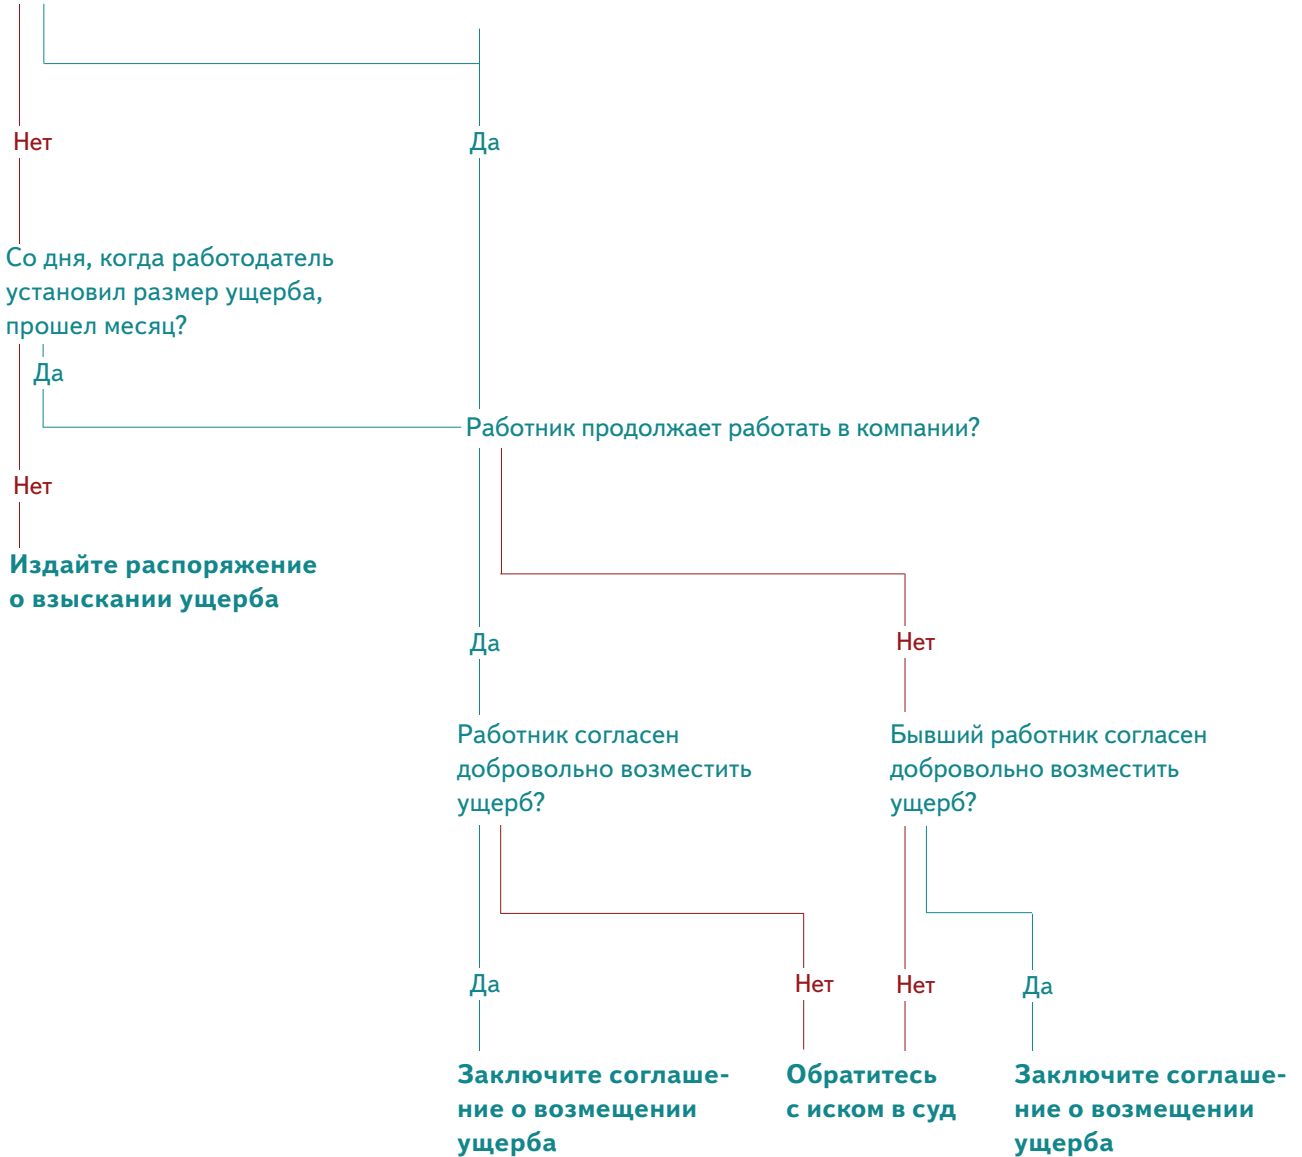 Нет
Да
Со дня, когда работодатель
установил размер ущерба,
прошел месяц?
Да
Работник продолжает работать в компании?
Нет
Издайте распоряжение
о взыскании ущерба
Да
Нет
Работник согласен
добровольно возместить
ущерб?
Бывший работник согласен
добровольно возместить
ущерб?
Да
Нет
Нет
Да
Заключите соглаше-
ние о возмещении
ущерба
Обратитесь
с иском в суд
Заключите соглаше-
ние о возмещении
ущерба